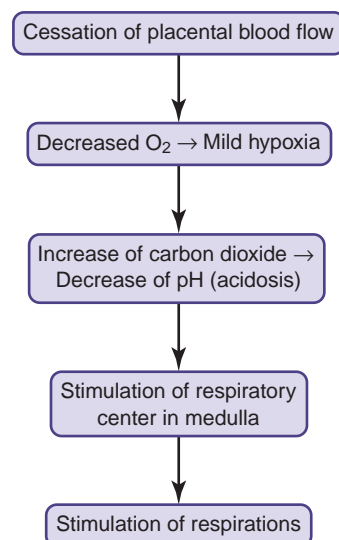 Cessation of placental blood flow
Decreased O₂ → Mild hypoxia
Increase of carbon dioxide →
Decrease of pH (acidosis)
Stimulation of respiratory
center in medulla
Stimulation of respirations